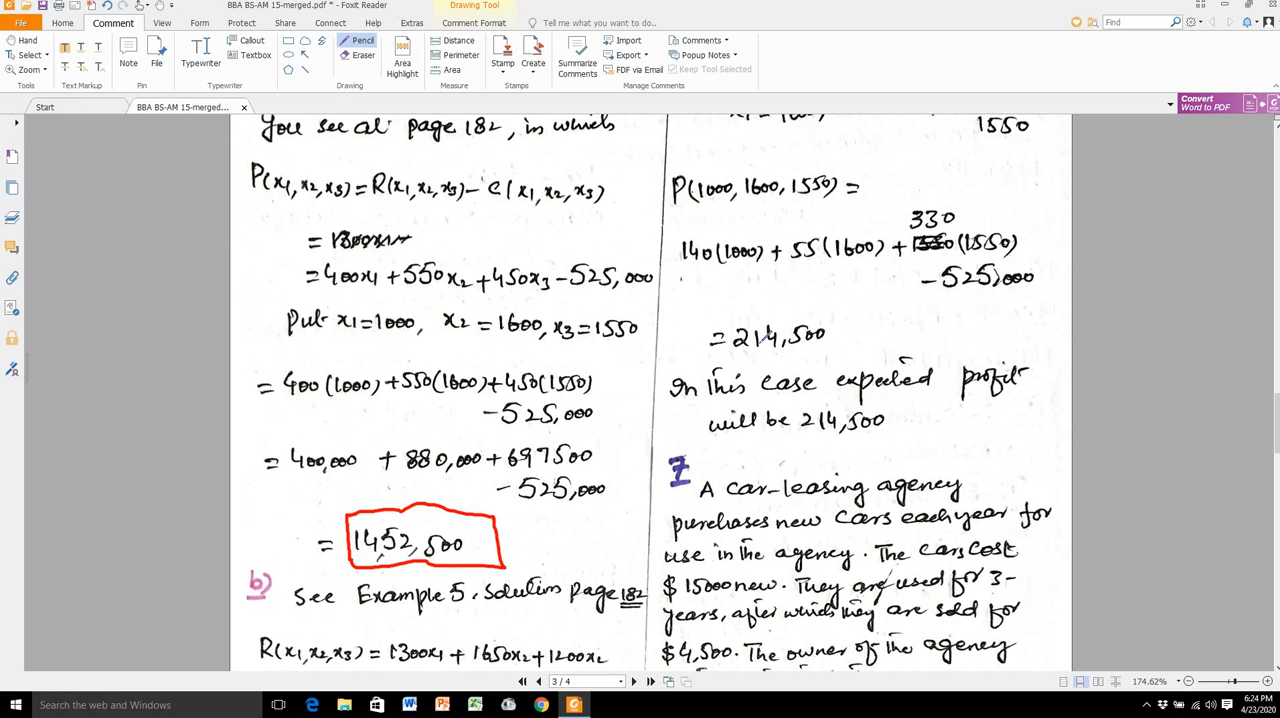 BBA BS-AM 15-merged.pdf * - Foxit Reader
Drawing Tool
File Home Comment View Form Protect Share Connect Help Extras Comment Format Tell me what you want to do... Find
Hand
Select
Zoom
Tools
Text Markup
Note
File
Pin
Typewriter
Callout
Textbox
Typewriter
Pencil
Eraser
Drawing
Area Highlight
Distance
Perimeter
Area
Measure
Stamp
Create
Stamps
Summarize Comments
Import
Export
FDF via Email
Comments
Popup Notes
Keep Tool Selected
Manage Comments
Start
BBA BS-AM 15-merged...
Convert
Word to PDF
You see at page 182, in which
P(x1, x2, x3) = R(x1, x2, x3) - C(x1, x2, x3)
= 400x1 + 550x2 + 450x3 - 525,000
Put x1 = 1000, x2 = 1600, x3 = 1550
= 400(1000) + 550(1600) + 450(1550)
- 525,000
= 400,000 + 880,000 + 697500
- 525,000
= 1452,500
b) See Example 5. Solution page 182
R(x1, x2, x3) = 1300x1 + 1650x2 + 1200x2
1550
P(1000, 1600, 1550) =
330
140(1000) + 55(1600) + (1550)
- 525,000
= 214,500
In this case expected profit
will be 214,500
7 A car-leasing agency
purchases new cars each year for
use in the agency. The cars cost
$ 15000 new. They are used for 3-
years, after which they are sold for
$ 4,500. The owner of the agency
3 / 4
174.62%
Search the web and Windows
6:24 PM
4/23/2020